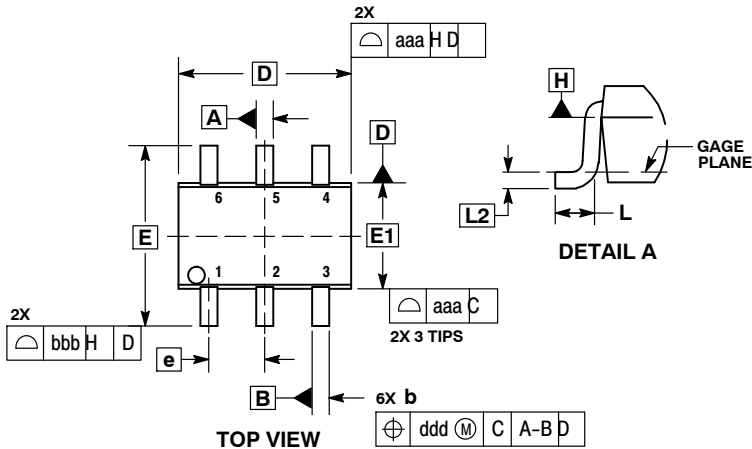 2X
⌓ aaa H D
D
A
D
6 5 4
E
E1
1 2 3
⌓ aaa C
2X 3 TIPS
2X
⌓ bbb H D
e
B
6X b
⌖ ddd Ⓜ C A-B D
TOP VIEW
H
GAGE
PLANE
L2
L
DETAIL A